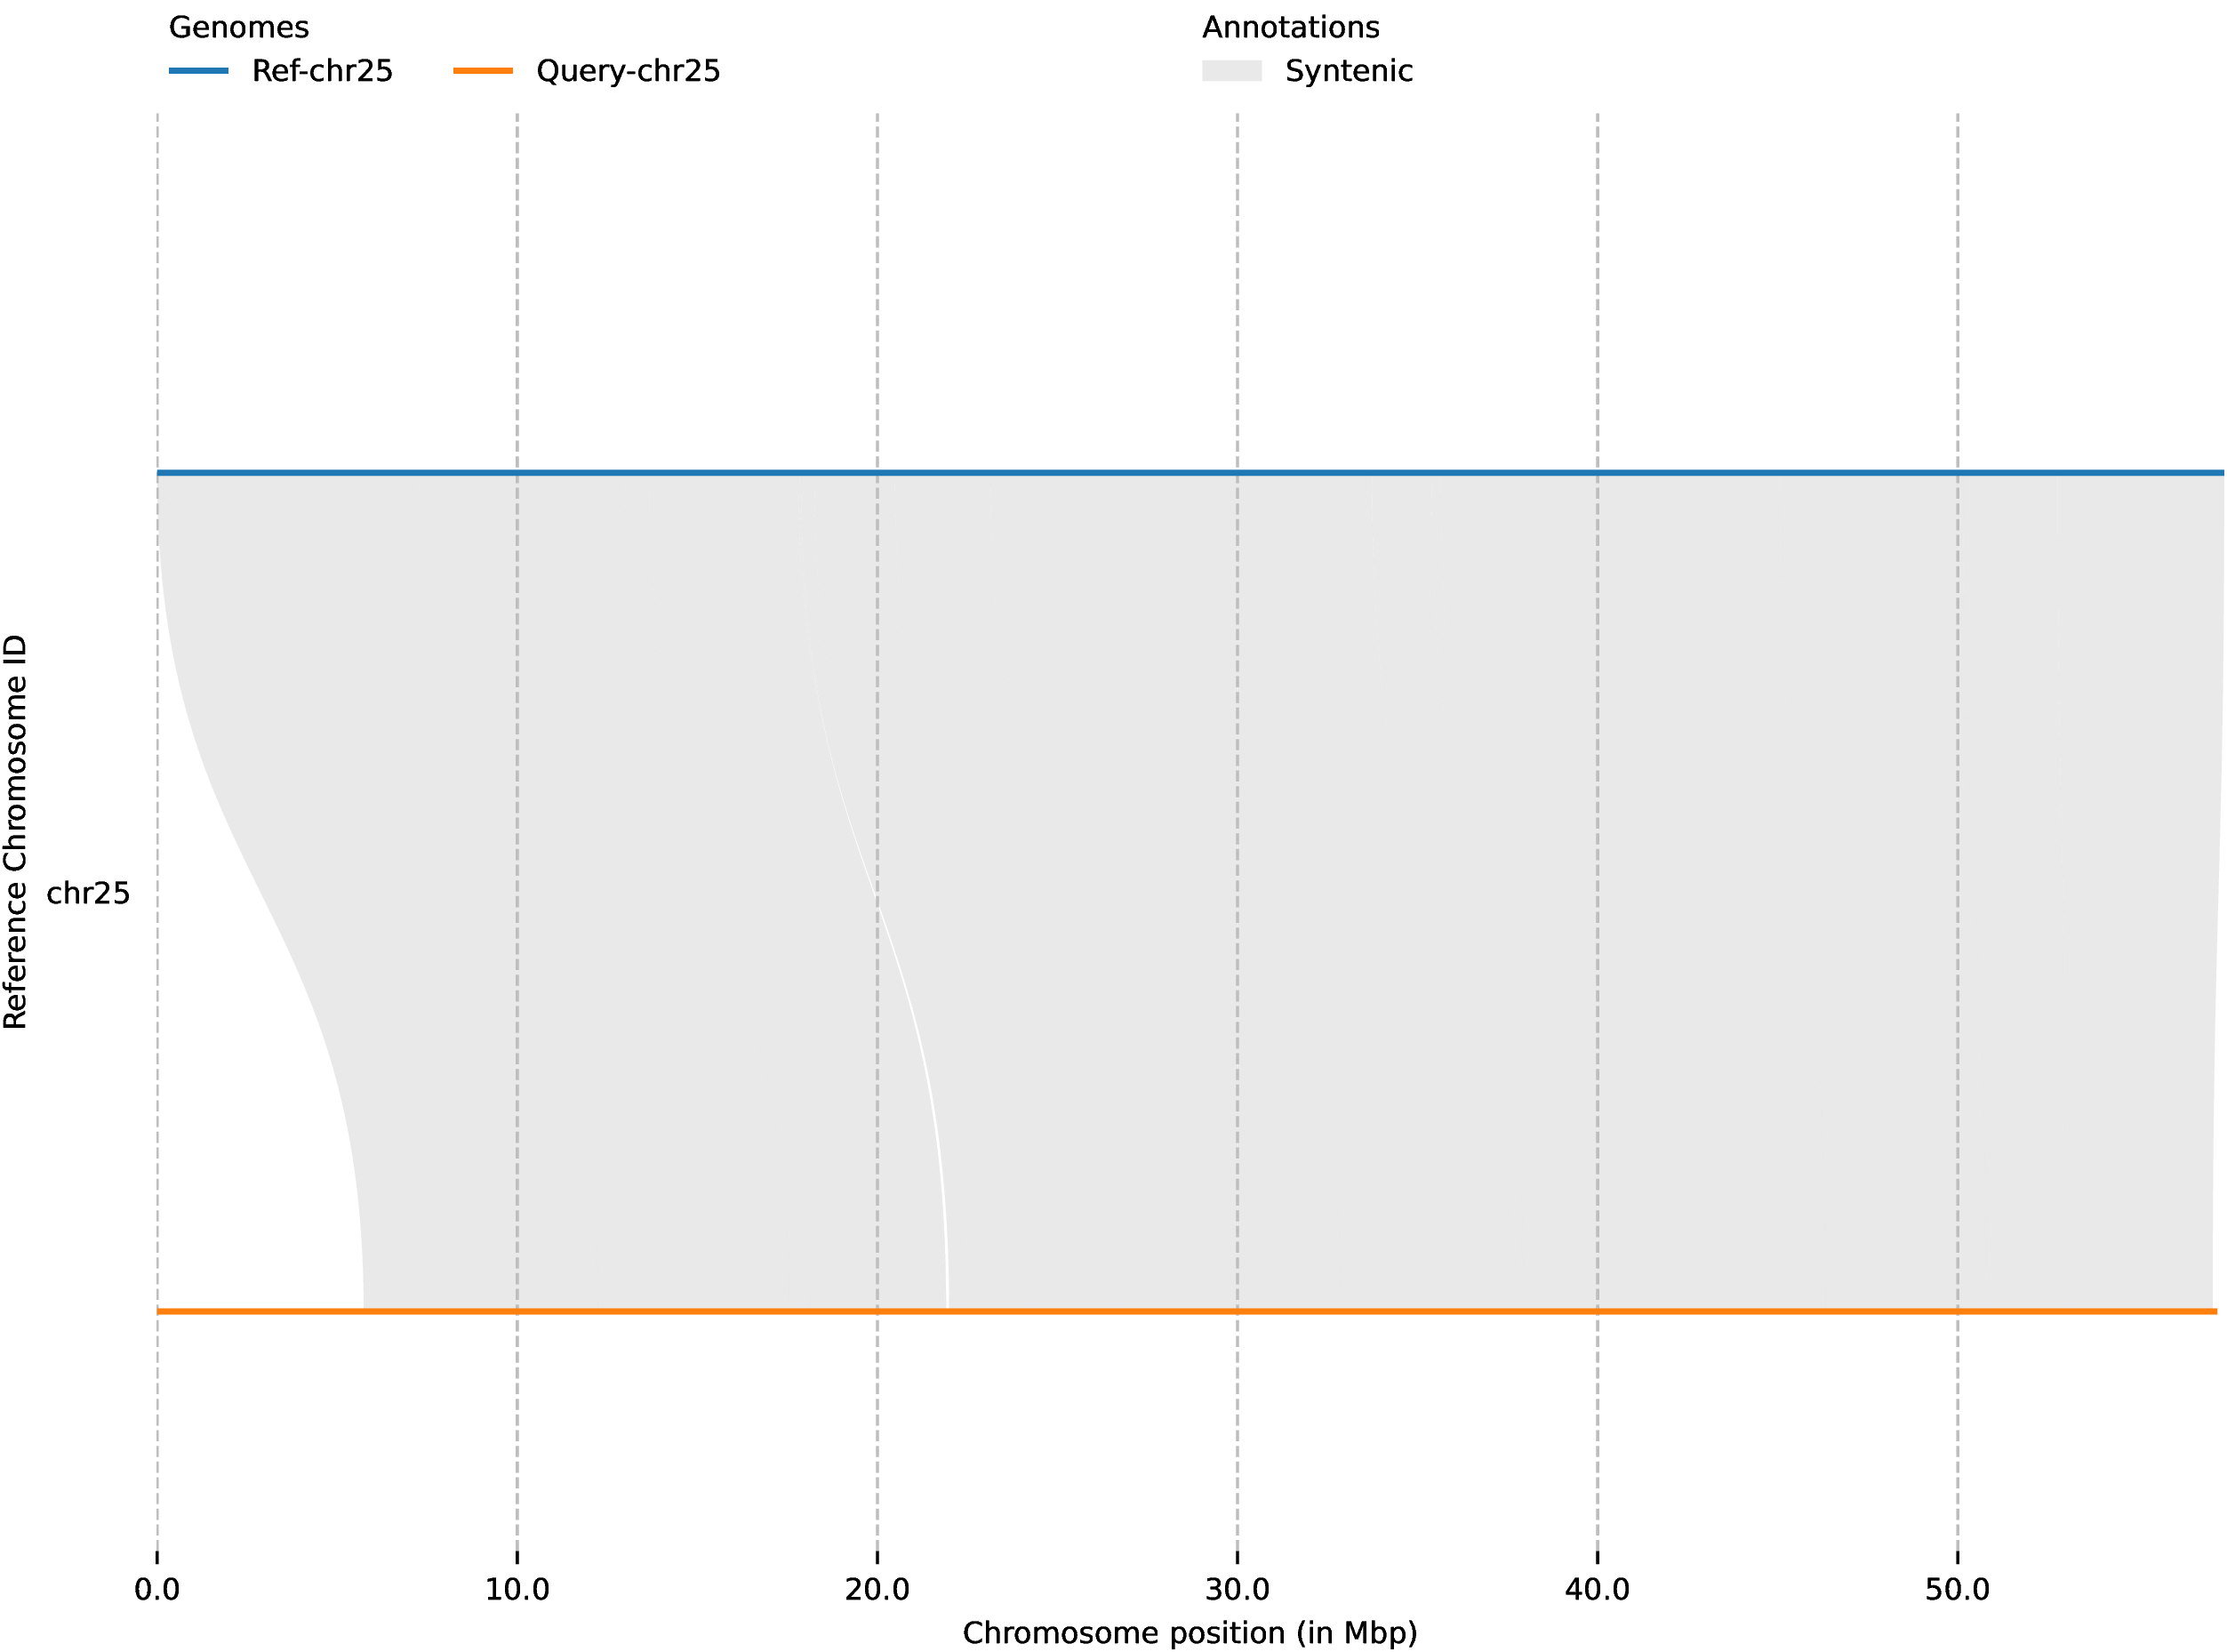 Genomes
Ref-chr25
Query-chr25
Annotations
Syntenic
Reference Chromosome ID
chr25
0.0
10.0
20.0
30.0
40.0
50.0
Chromosome position (in Mbp)